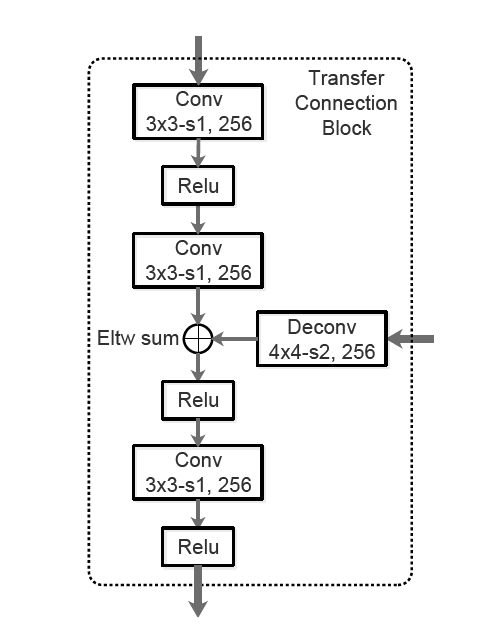 Transfer
Connection
Block
Conv
3x3-s1, 256
Relu
Conv
3x3-s1, 256
Eltw sum
Deconv
4x4-s2, 256
Relu
Conv
3x3-s1, 256
Relu